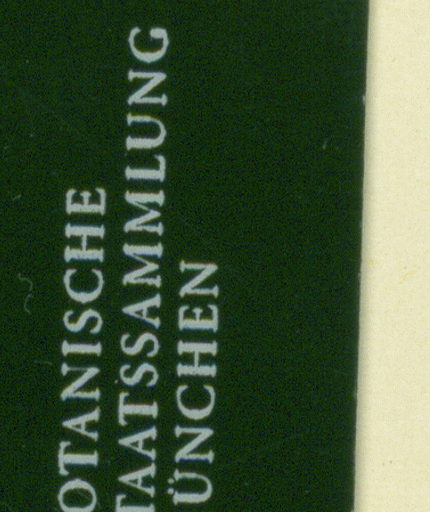 OTANISCHE
TAATSSAMMLUNG
ÜNCHEN